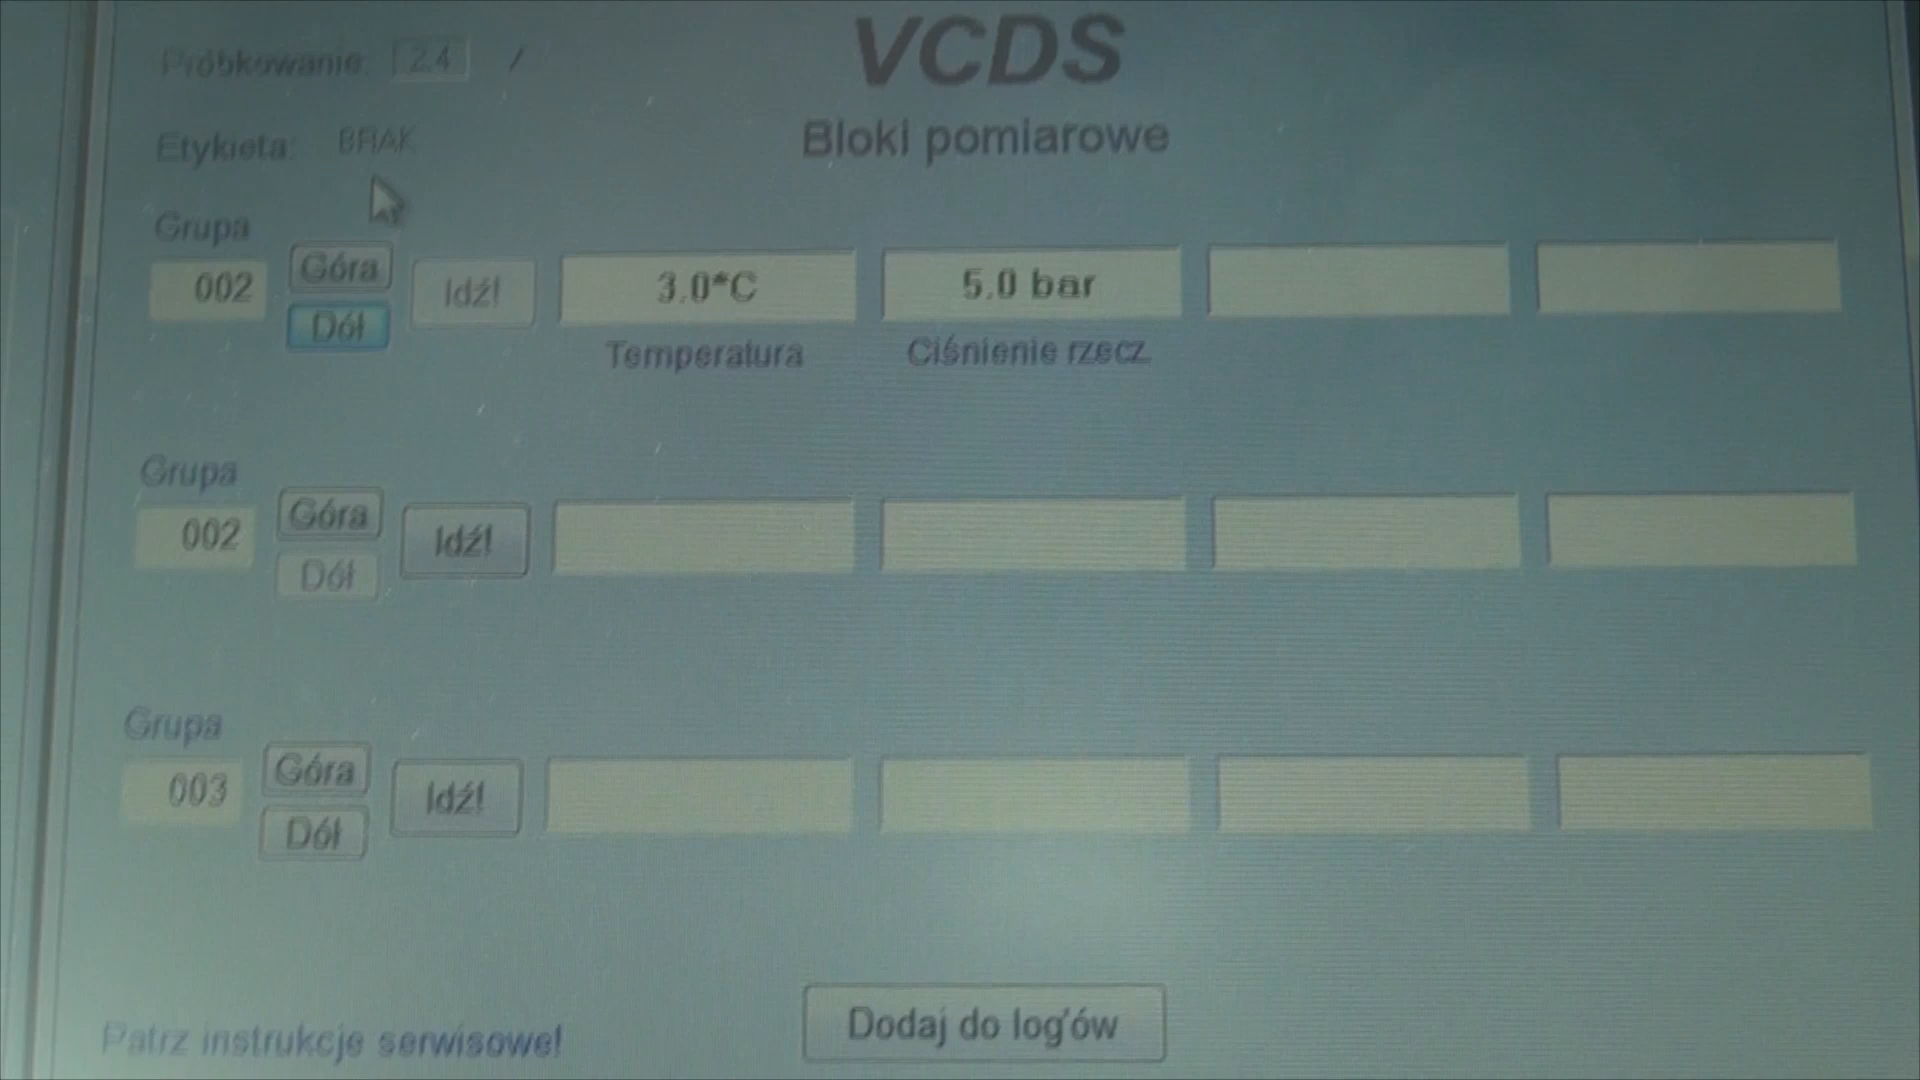 VCDS
Próbkowanie: 2.4 /
Bloki pomiarowe
Etykieta: BRAK
Grupa
002 Góra Dół Idź! 3.0*C 5.0 bar
Temperatura Ciśnienie rzecz.
Grupa
002 Góra Dół Idź!
Grupa
003 Góra Dół Idź!
Patrz instrukcje serwisowe!
Dodaj do log'ów